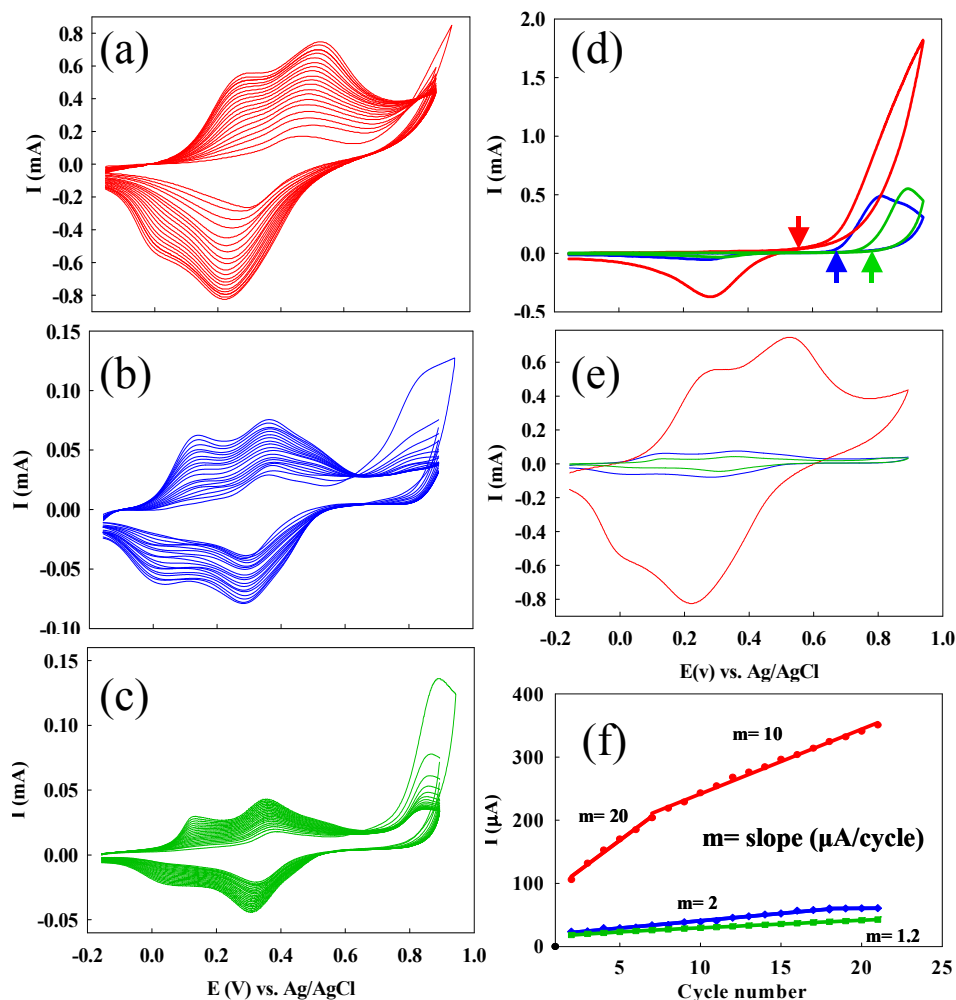 (a)
0.8
0.6
0.4
0.2
0.0
-0.2
-0.4
-0.6
-0.8
I (mA)
(b)
0.15
0.10
0.05
0.00
-0.05
-0.10
I (mA)
(c)
0.15
0.10
0.05
0.00
-0.05
I (mA)
-0.2 0.0 0.2 0.4 0.6 0.8 1.0
E (V) vs. Ag/AgCl
(d)
2.0
1.5
1.0
0.5
0.0
-0.5
I (mA)
(e)
0.6
0.4
0.2
0.0
-0.2
-0.4
-0.6
-0.8
I (mA)
-0.2 0.0 0.2 0.4 0.6 0.8 1.0
E(v) vs. Ag/AgCl
(f)
400
300
200
100
0
I (µA)
m= 10
m= 20
m= slope (µA/cycle)
m= 2
m= 1.2
5 10 15 20 25
Cycle number